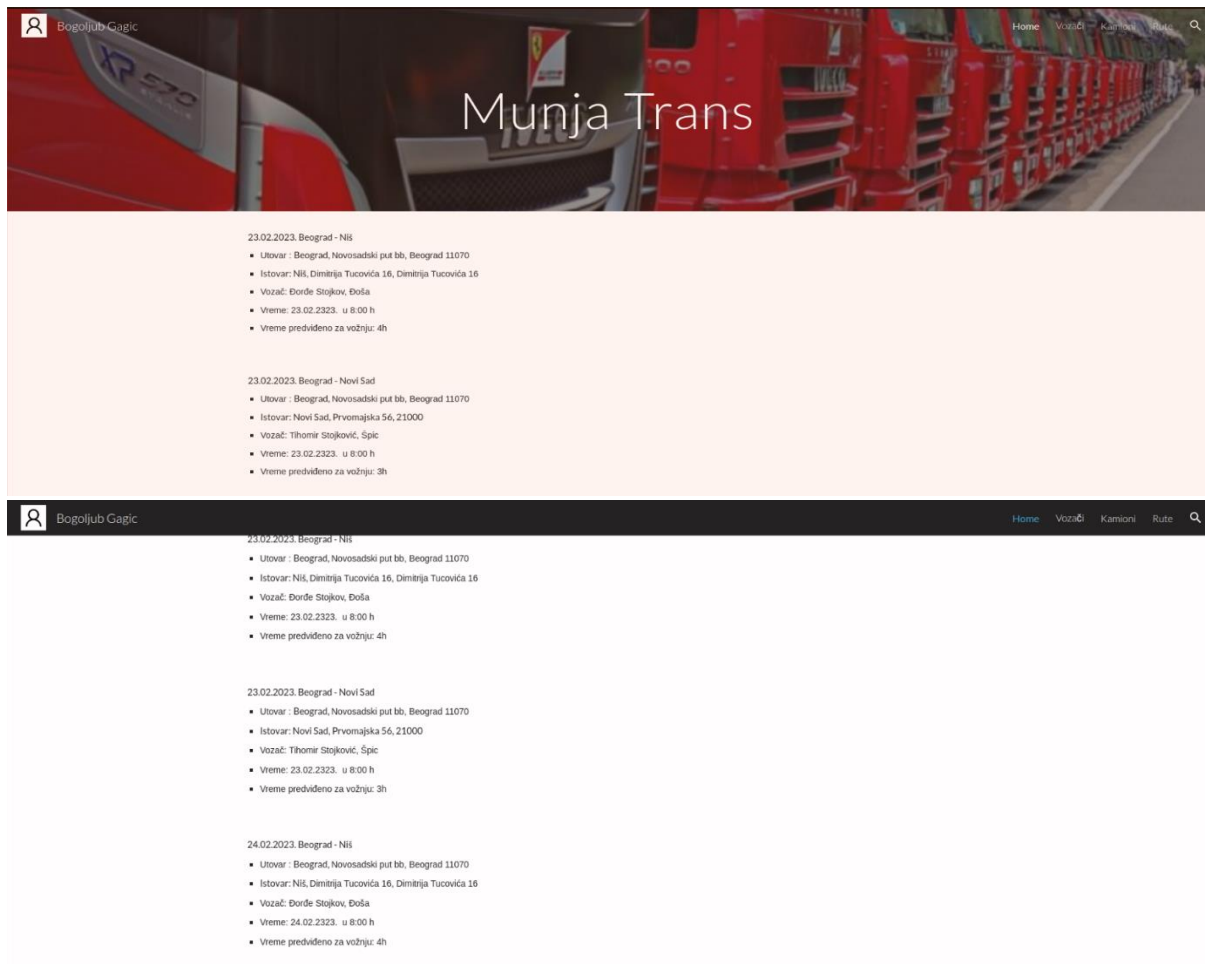 Bogoljub Gagic
Home Vozači Kamioni Rute
XP 570
100
IVECO
Munja Trans
IVECO
23.02.2023. Beograd - Niš
Utovar : Beograd, Novosadski put bb, Beograd 11070
Istovar: Niš, Dimitrija Tucovića 16, Dimitrija Tucovića 16
Vozač: Đorđe Stojkov, Đoša
Vreme: 23.02.2323. u 8:00 h
Vreme predviđeno za vožnju: 4h
23.02.2023. Beograd - Novi Sad
Utovar : Beograd, Novosadski put bb, Beograd 11070
Istovar: Novi Sad, Prvomajska 56, 21000
Vozač: Tihomir Stojković, Špic
Vreme: 23.02.2323. u 8:00 h
Vreme predviđeno za vožnju: 3h
Bogoljub Gagic
Home Vozači Kamioni Rute
23.02.2023. Beograd - Niš
Utovar : Beograd, Novosadski put bb, Beograd 11070
Istovar: Niš, Dimitrija Tucovića 16, Dimitrija Tucovića 16
Vozač: Đorđe Stojkov, Đoša
Vreme: 23.02.2323. u 8:00 h
Vreme predviđeno za vožnju: 4h
23.02.2023. Beograd - Novi Sad
Utovar : Beograd, Novosadski put bb, Beograd 11070
Istovar: Novi Sad, Prvomajska 56, 21000
Vozač: Tihomir Stojković, Špic
Vreme: 23.02.2323. u 8:00 h
Vreme predviđeno za vožnju: 3h
24.02.2023. Beograd - Niš
Utovar : Beograd, Novosadski put bb, Beograd 11070
Istovar: Niš, Dimitrija Tucovića 16, Dimitrija Tucovića 16
Vozač: Đorđe Stojkov, Đoša
Vreme: 24.02.2323. u 8:00 h
Vreme predviđeno za vožnju: 4h